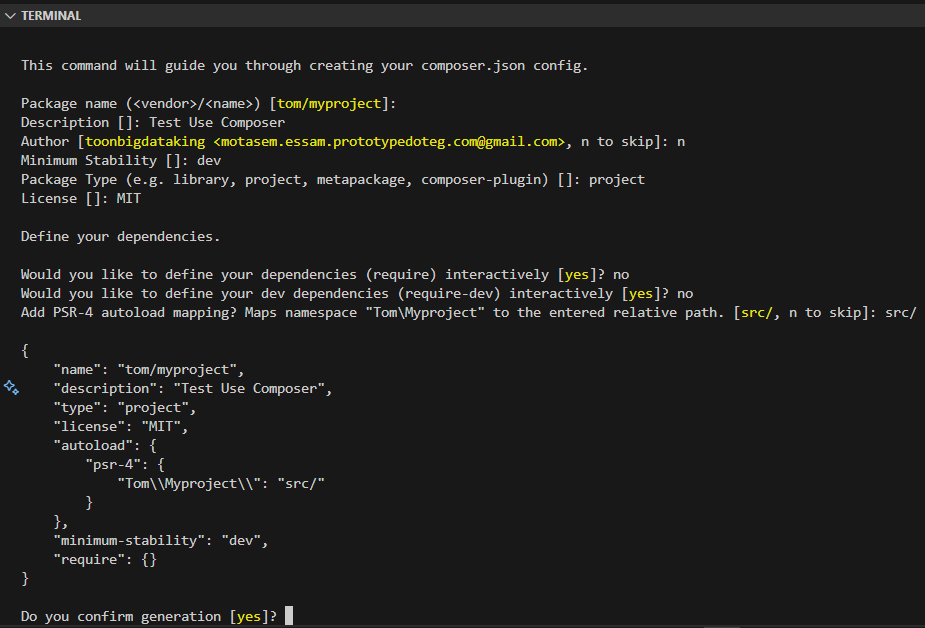 TERMINAL
This command will guide you through creating your composer.json config.
Package name (<vendor>/<name>) [tom/myproject]:
Description []: Test Use Composer
Author [toonbigdataking <motasem.essam.prototypedoteg.com@gmail.com>, n to skip]: n
Minimum Stability []: dev
Package Type (e.g. library, project, metapackage, composer-plugin) []: project
License []: MIT
Define your dependencies.
Would you like to define your dependencies (require) interactively [yes]? no
Would you like to define your dev dependencies (require-dev) interactively [yes]? no
Add PSR-4 autoload mapping? Maps namespace "Tom\Myproject" to the entered relative path. [src/, n to skip]: src/
{
    "name": "tom/myproject",
    "description": "Test Use Composer",
    "type": "project",
    "license": "MIT",
    "autoload": {
        "psr-4": {
            "Tom\\Myproject\\": "src/"
        }
    },
    "minimum-stability": "dev",
    "require": {}
}
Do you confirm generation [yes]?